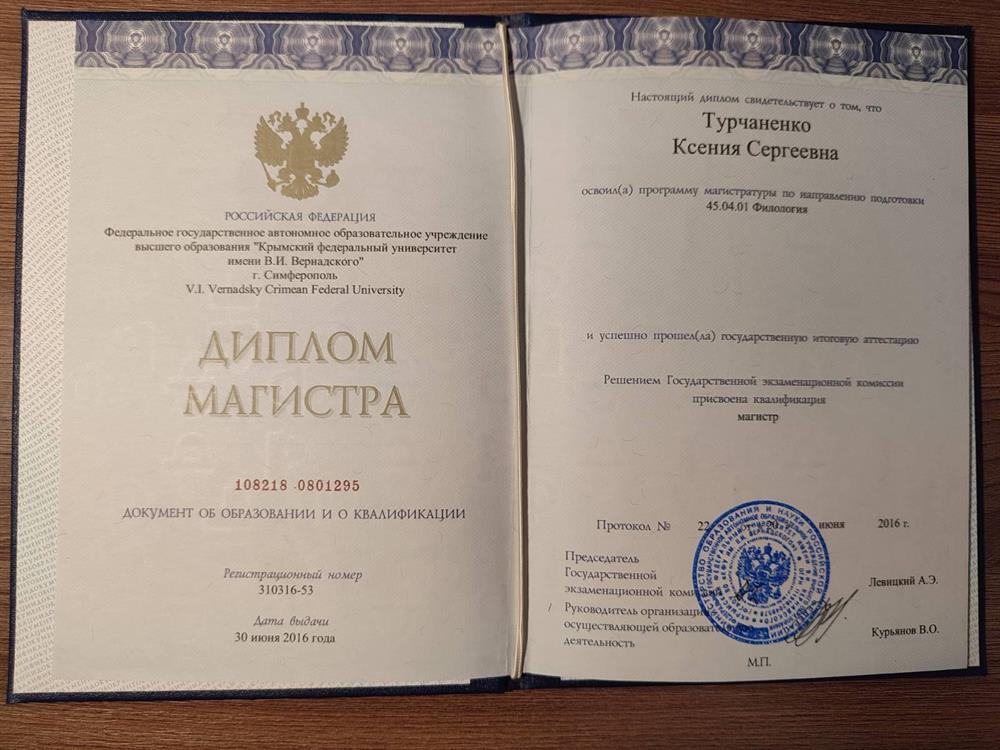 РОССИЙСКАЯ ФЕДЕРАЦИЯ
Федеральное государственное автономное образовательное учреждение
высшего образования "Крымский федеральный университет
имени В.И. Вернадского"
г. Симферополь
V.I. Vernadsky Crimean Federal University
ДИПЛОМ
МАГИСТРА
108218 0801295
ДОКУМЕНТ ОБ ОБРАЗОВАНИИ И О КВАЛИФИКАЦИИ
Регистрационный номер
310316-53
Дата выдачи
30 июня 2016 года
Настоящий диплом свидетельствует о том, что
Турчаненко
Ксения Сергеевна
освоил(а) программу магистратуры по направлению подготовки
45.04.01 Филология
и успешно прошел(ла) государственную итоговую аттестацию
Решением Государственной экзаменационной комиссии
присвоена квалификация
магистр
Протокол № 22 июня 2016 г.
Председатель
Государственной
экзаменационной
Левицкий А.Э.
/ Руководитель
осуществляющей
деятельность
Курьянов В.О.
М.П.